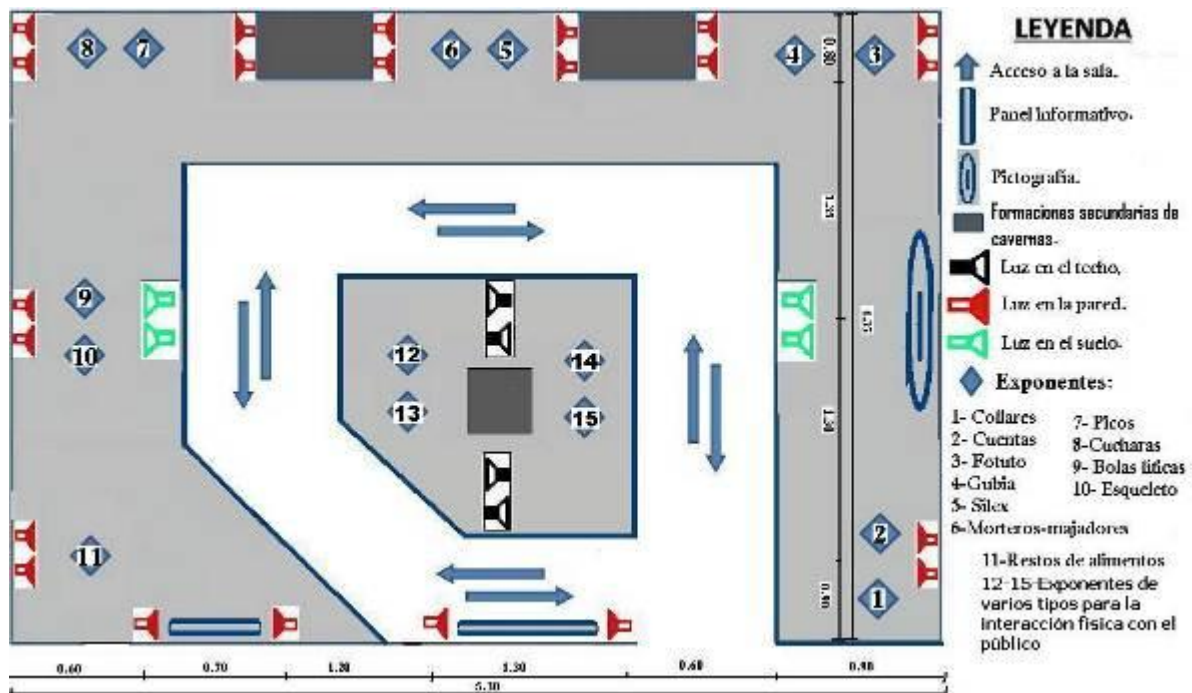 LEYENDA
Acceso a la sala.
Panel informativo.
Pictografía.
Formaciones secundarias de
cavernas.
Luz en el techo.
Luz en la pared.
Luz en el suelo.
Exponentes:
1- Collares
2- Cuentas
3- Fotuto
4-Gubia
5- Silex
6-Morteros-majadores
7- Picos
8-Cucharas
9- Bolas líticas
10- Esqueleto
11-Restos de alimentos
12-15-Exponentes de
varios tipos para la
interacción física con el
público
8 7 6 5 4 3
0.80
9
10
12 14
13 15
1.30
11
2
1
0.60 0.70 1.20 1.30 0.60 0.80